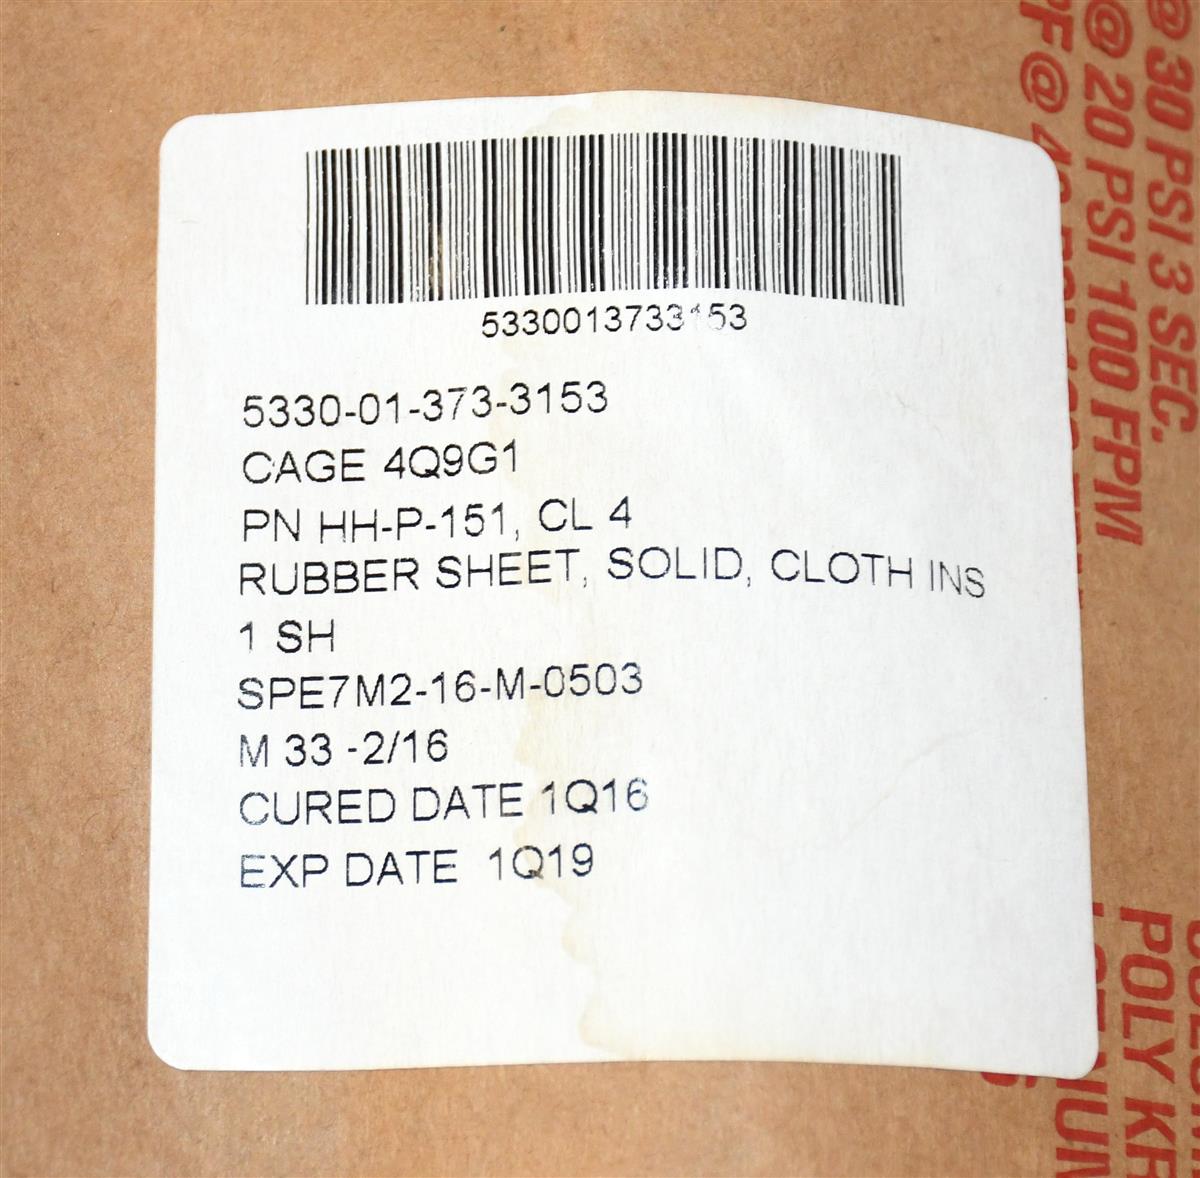 5330013733153
5330-01-373-3153
CAGE 4Q9G1
PN HH-P-151, CL 4
RUBBER SHEET, SOLID, CLOTH INS
1 SH
SPE7M2-16-M-0503
M 33 -2/16
CURED DATE 1Q16
EXP DATE 1Q19
@ 30 PSI 3 SEC.
@ 20 PSI 100 FPM
POLY